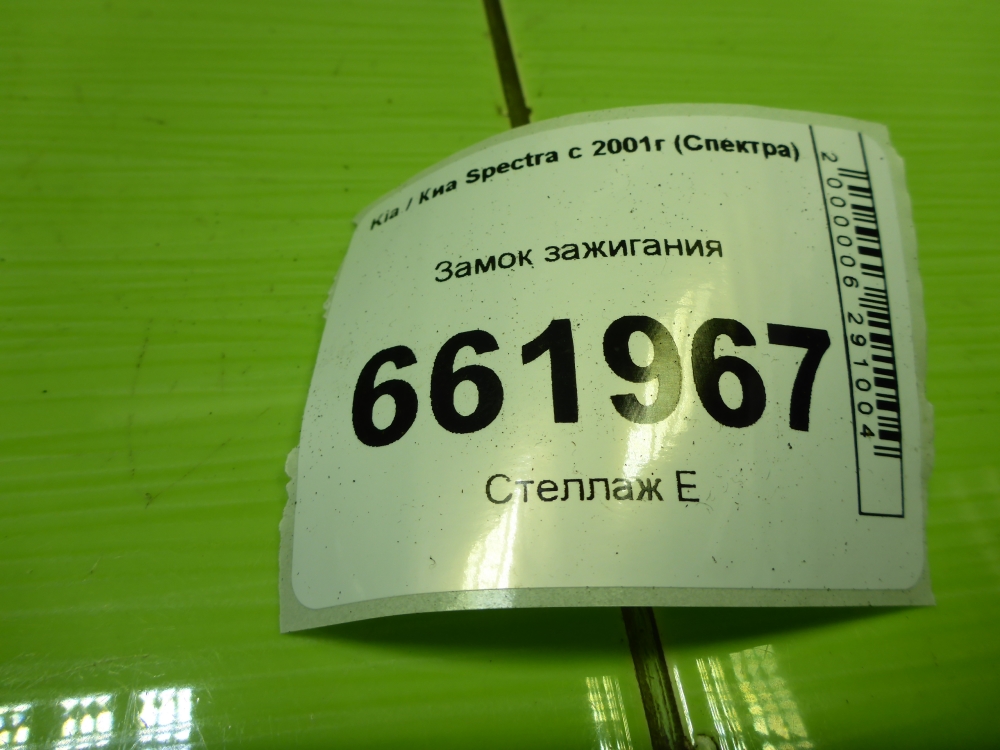 Kia / Киа Spectra с 2001г (Спектра)
Замок зажигания
661967
Стеллаж Е
2000006291004